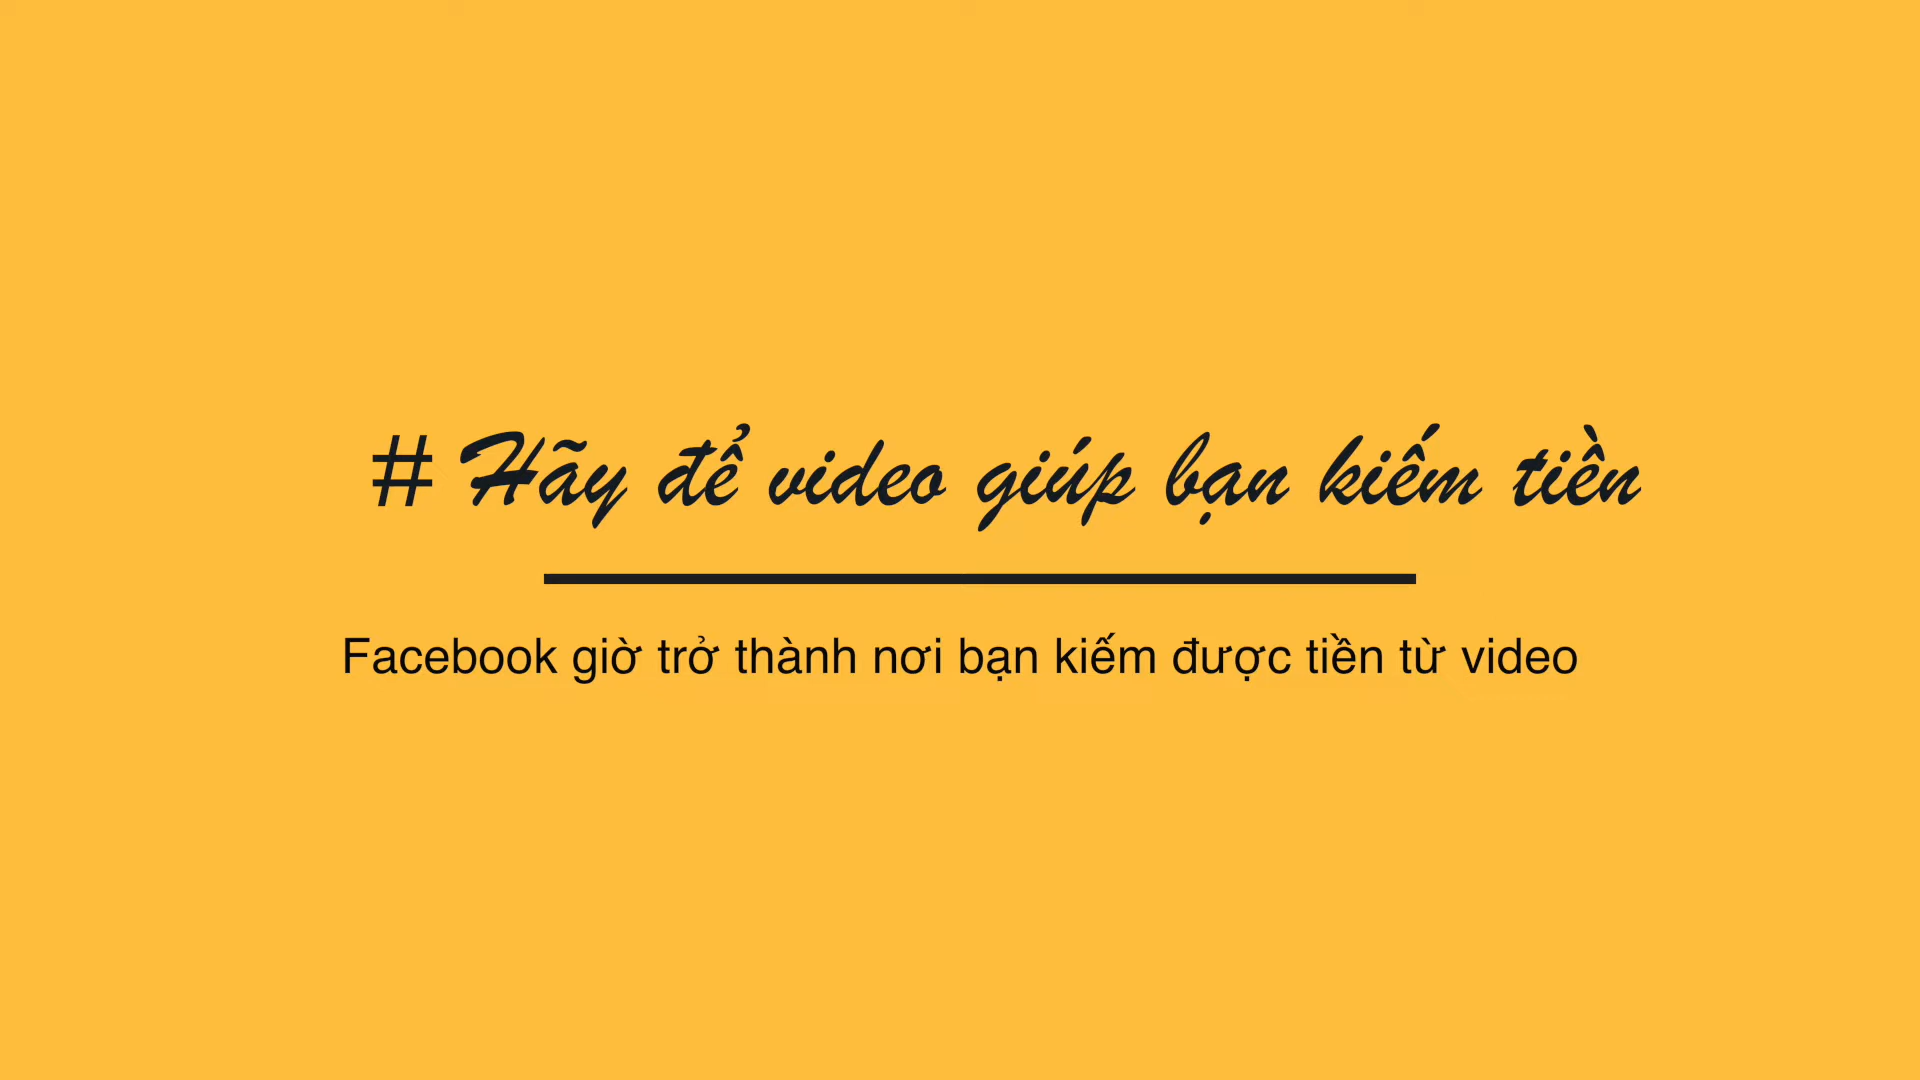 # Hãy để video giúp bạn kiếm tiền
Facebook giờ trở thành nơi bạn kiếm được tiền từ video